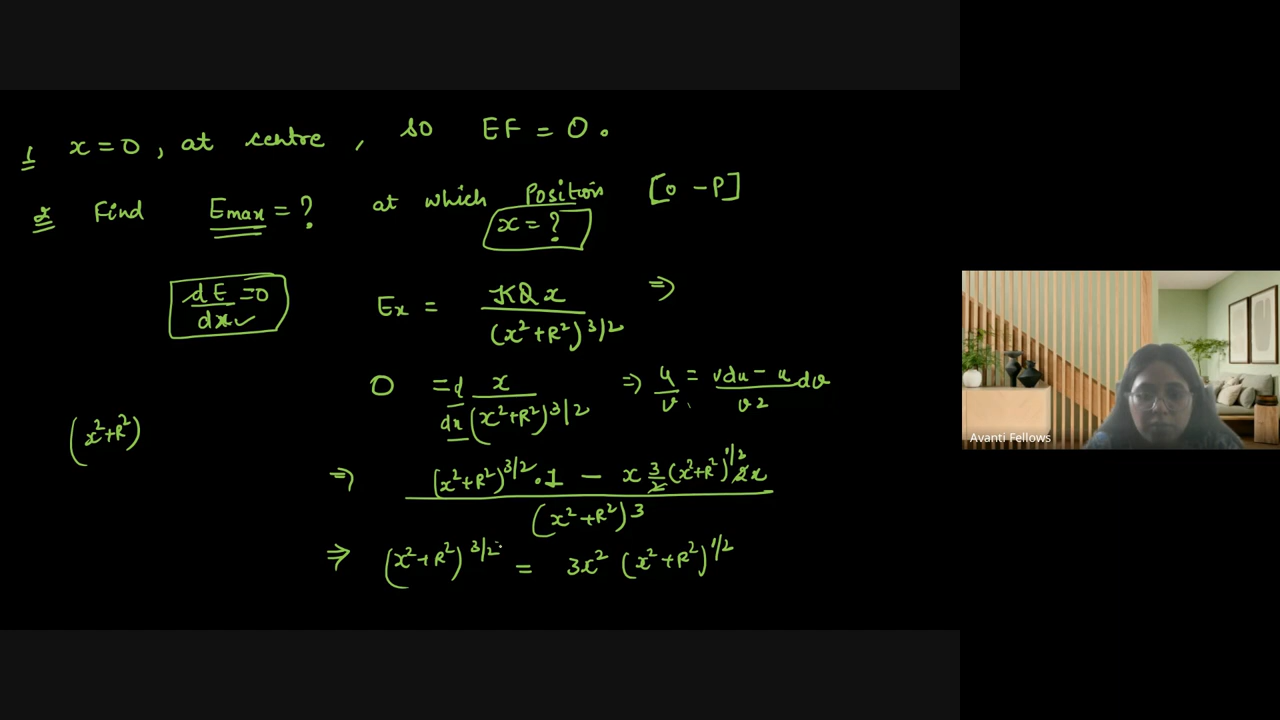 1 x = 0, at centre, so EF = 0.
2 Find Emax = ? at which Position [0 - P]
x = ?
dE/dx = 0 Ex = KQx/(x²+R²)^3/2 ⇒
0 = d/dx x/(x²+R²)^3/2 ⇒ u/v = vdu - udv/v2
(x²+R²)
⇒ (x²+R²)^3/2 . 1 - x 3/2 (x²+R²)^1/2 2x/(x²+R²)^3
⇒ (x²+R²)^3/2 = 3x² (x²+R²)^1/2
Avanti Fellows